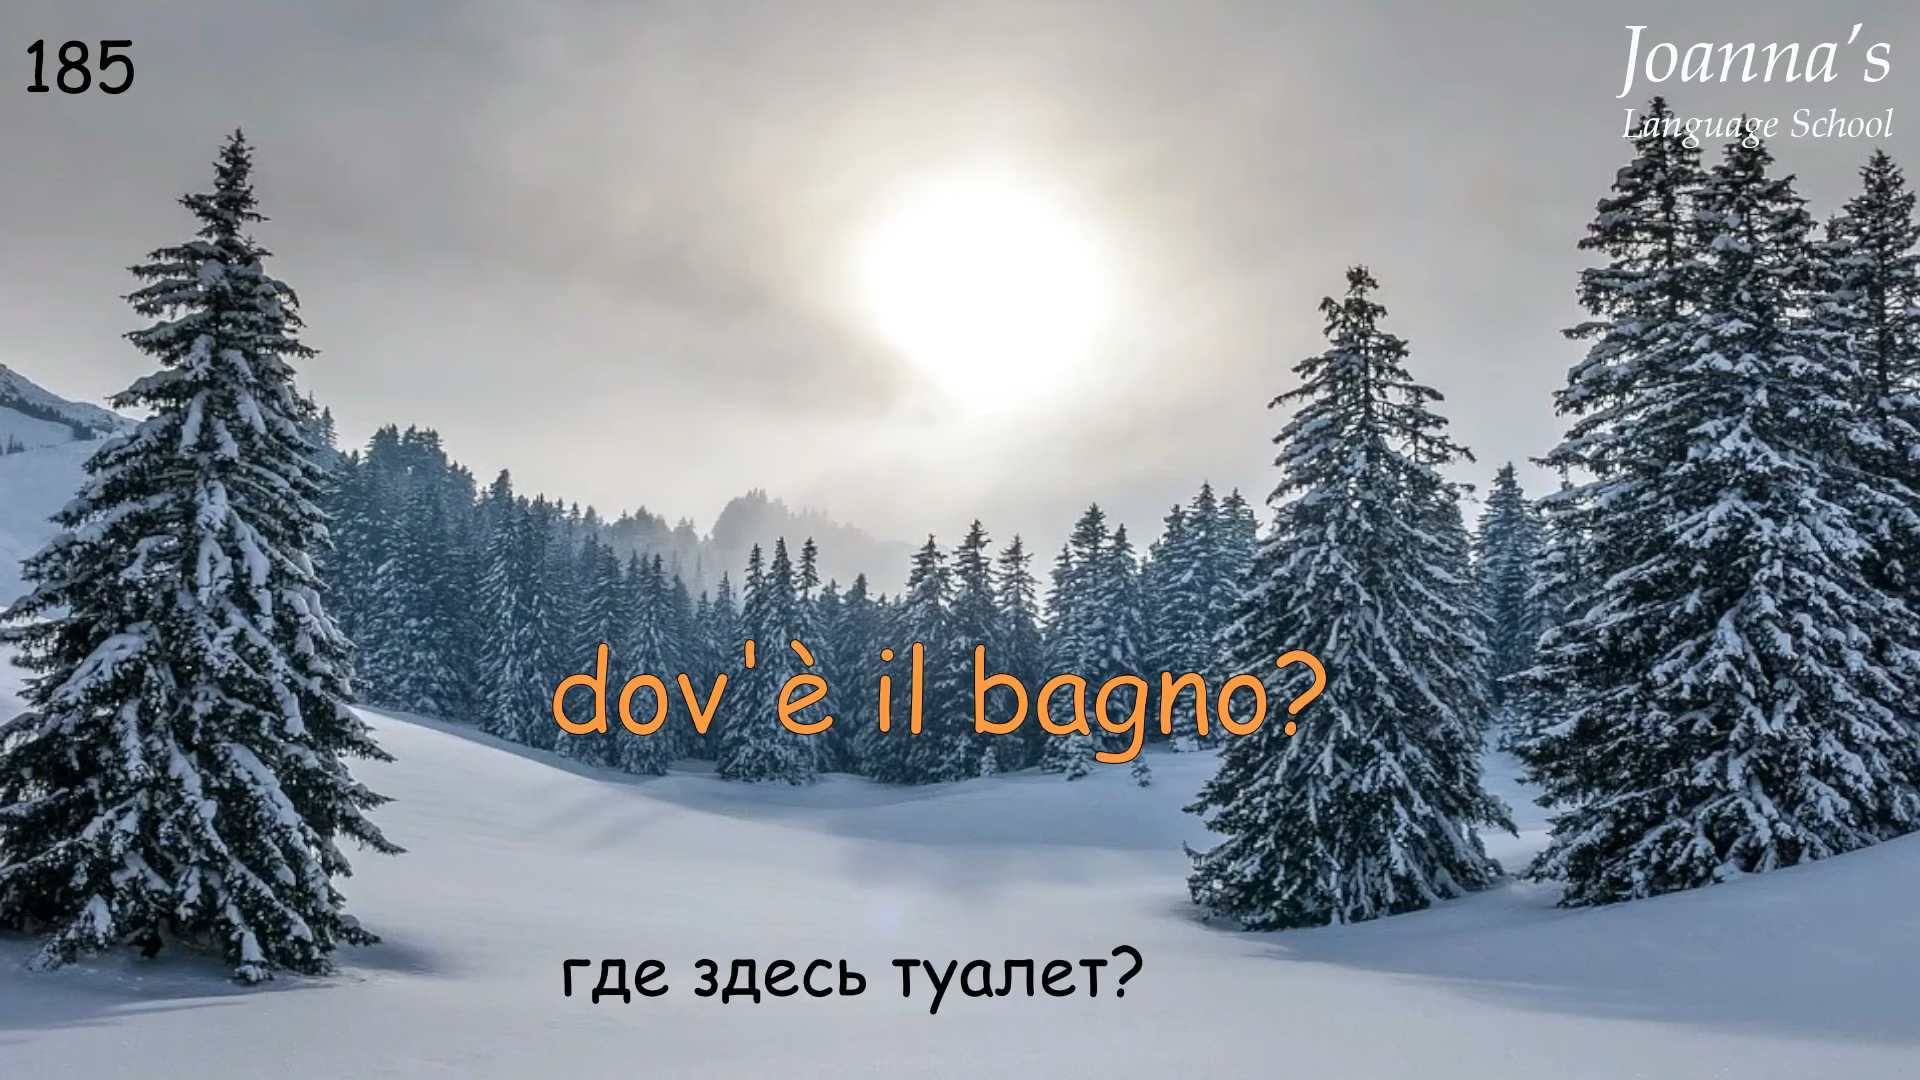 185
Joanna’s
Language School
dov'è il bagno?
где здесь туалет?